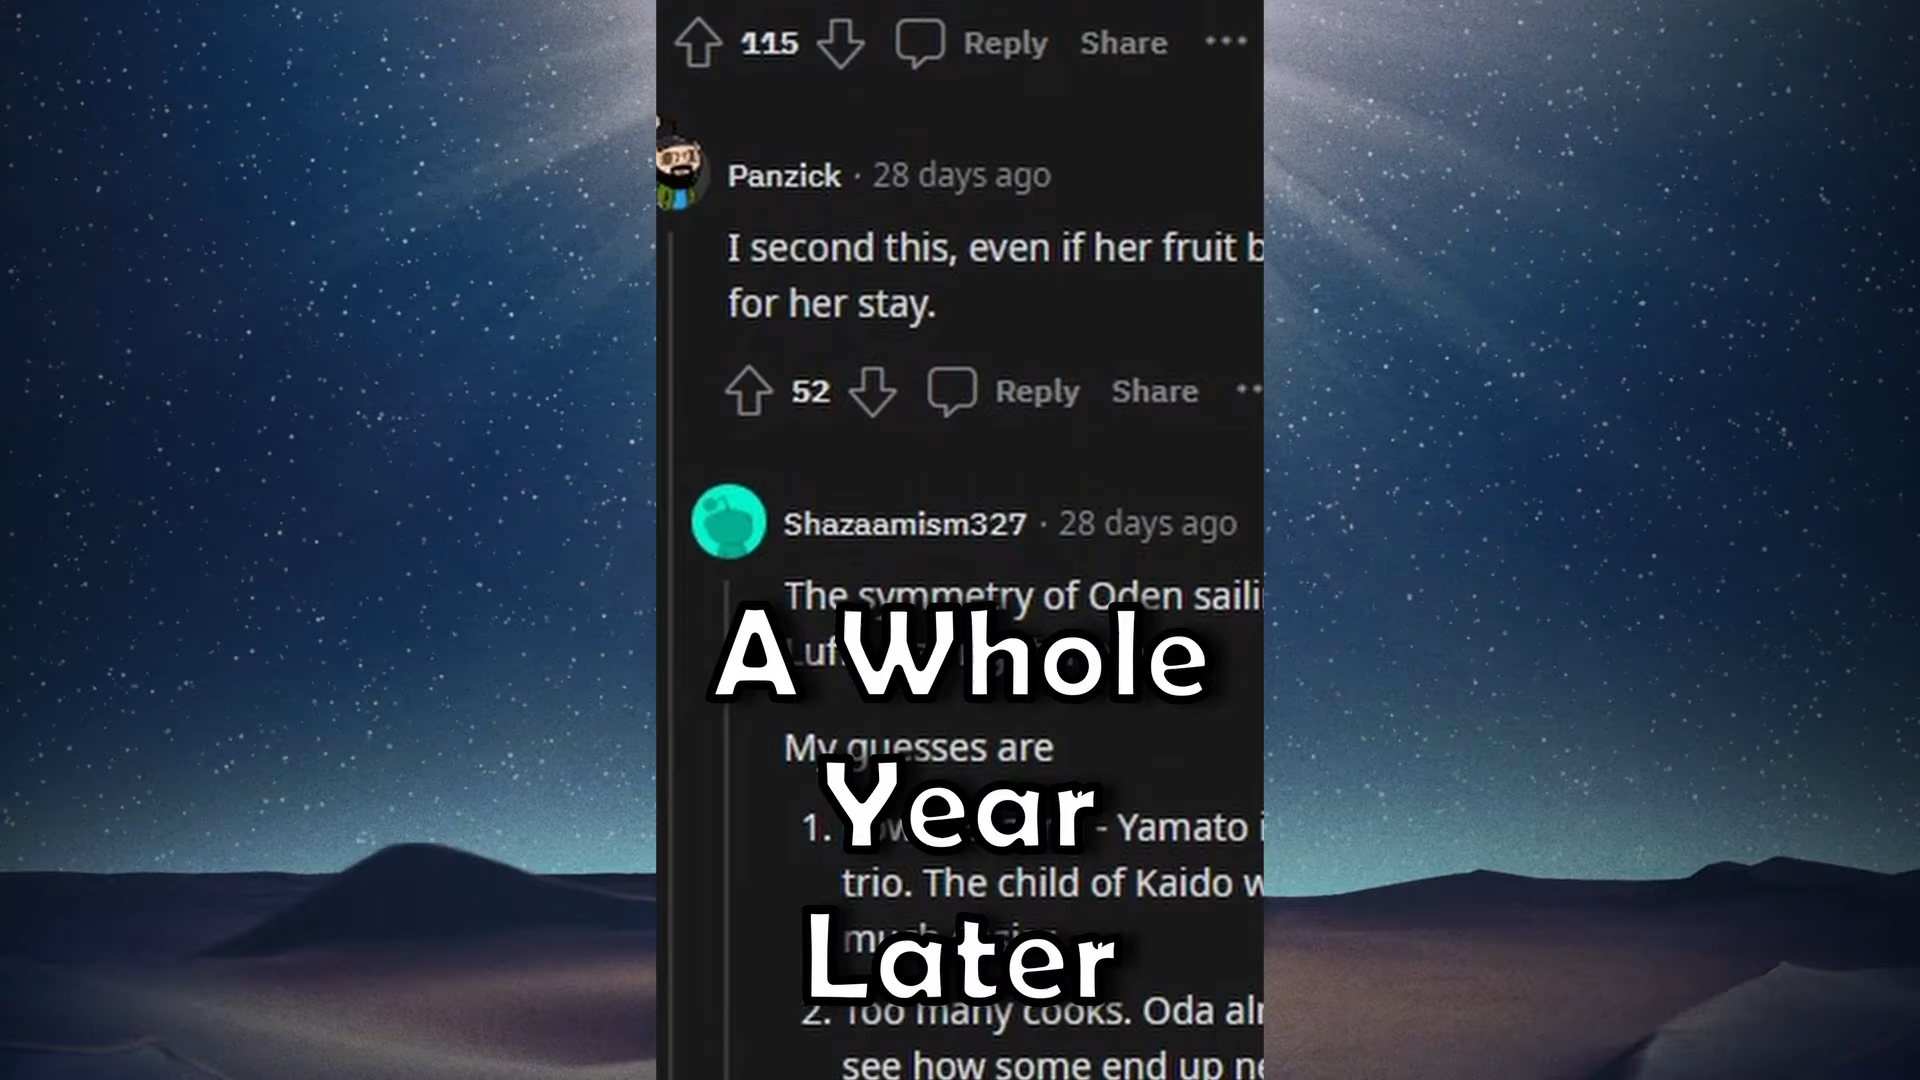 115 Reply Share •••
Panzick · 28 days ago
I second this, even if her fruit
for her stay.
52 Reply Share ••
Shazaamism327 · 28 days ago
The symmetry of Oden
A Whole
My guesses are
Year
1. - Yamato
trio. The child of Kaido
Later
2. Too many cooks. Oda
see how some end up